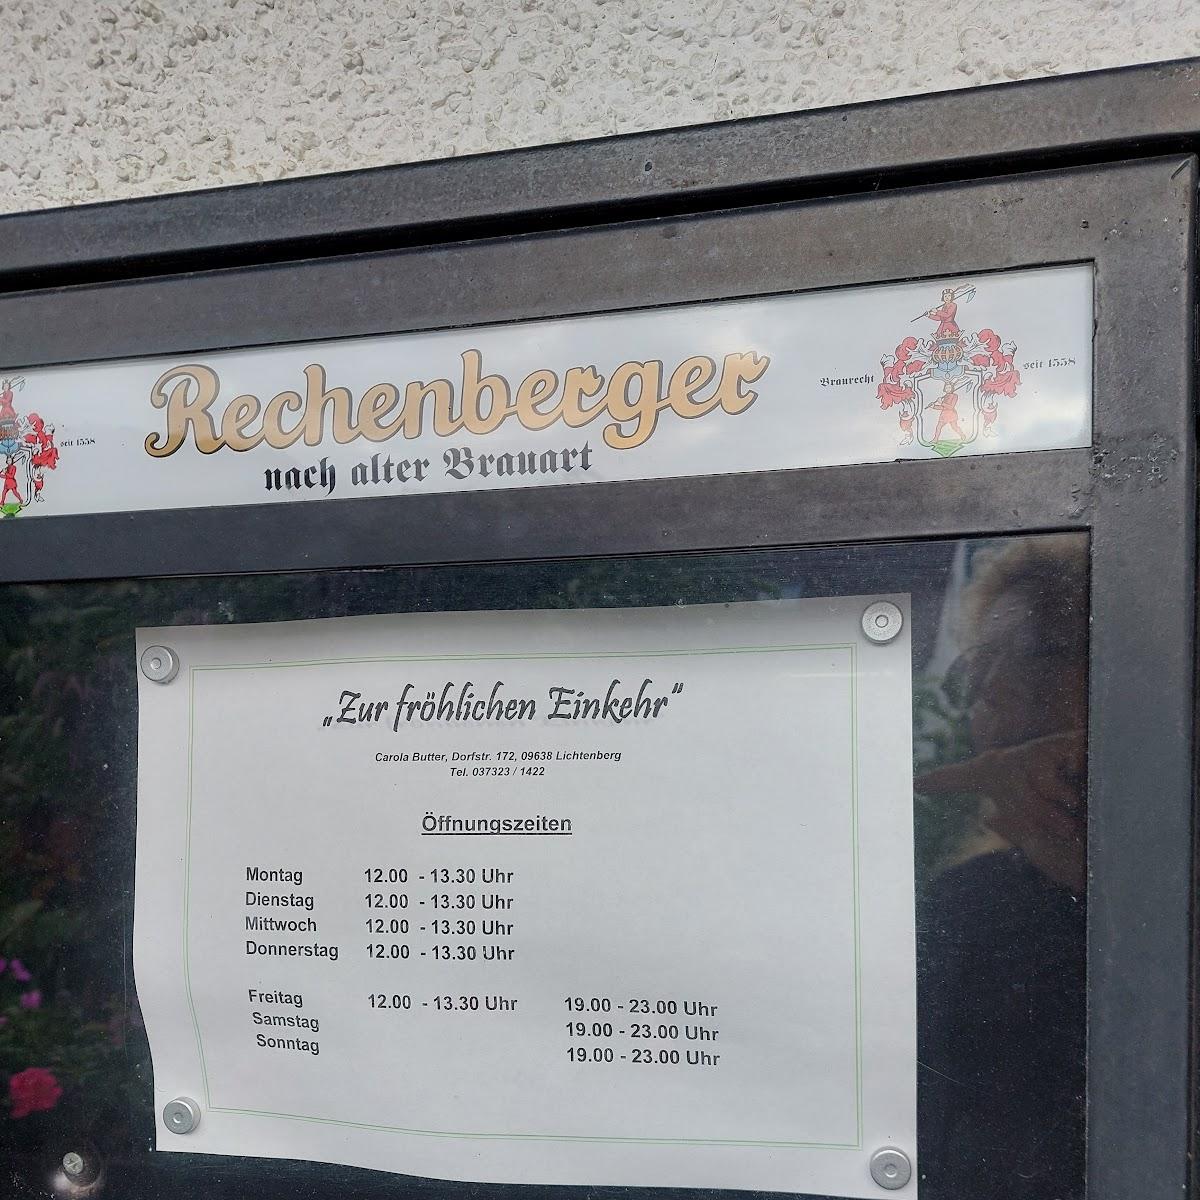 Rechenberger
nach alter Brauart
Braurecht seit 1558
seit 1558
„Zur fröhlichen Einkehr“
Carola Butter, Dorfstr. 172, 09638 Lichtenberg
Tel. 037323 / 1422
Öffnungszeiten
Montag 12.00 - 13.30 Uhr
Dienstag 12.00 - 13.30 Uhr
Mittwoch 12.00 - 13.30 Uhr
Donnerstag 12.00 - 13.30 Uhr
Freitag 12.00 - 13.30 Uhr 19.00 - 23.00 Uhr
Samstag 19.00 - 23.00 Uhr
Sonntag 19.00 - 23.00 Uhr